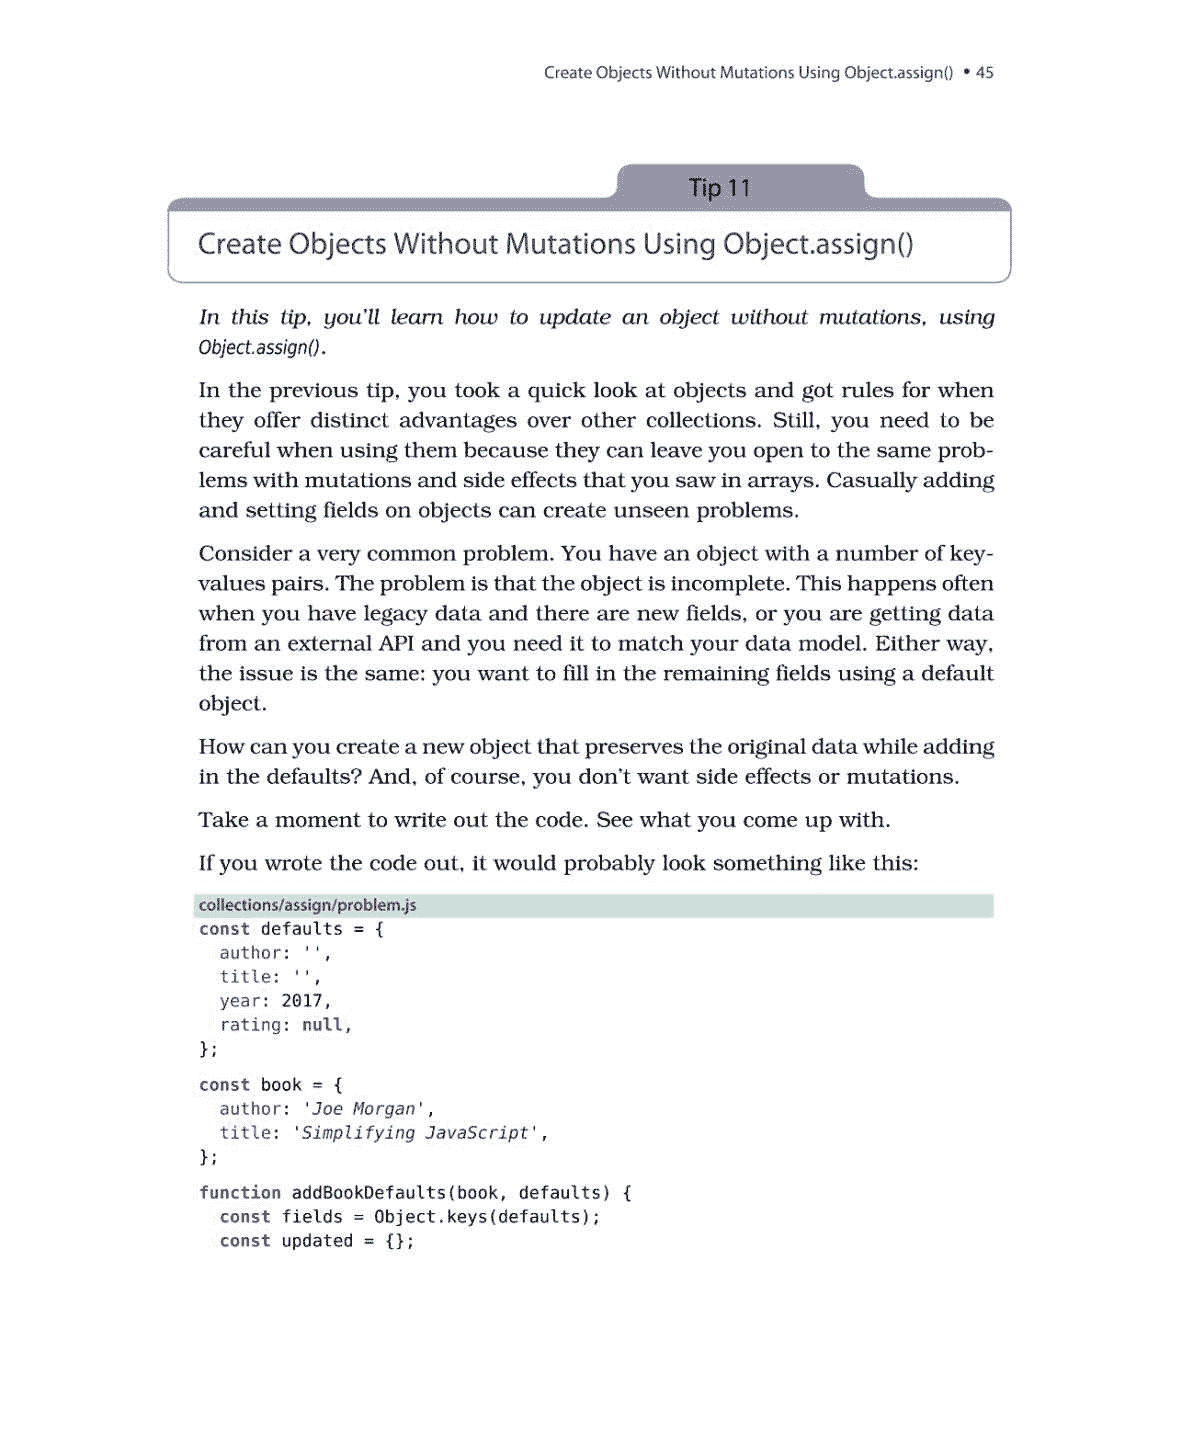 Create Objects Without Mutations Using Object.assign() • 45
Tip 11
Create Objects Without Mutations Using Object.assign()
In this tip, you'll learn how to update an object without mutations, using
Object.assign().
In the previous tip, you took a quick look at objects and got rules for when
they offer distinct advantages over other collections. Still, you need to be
careful when using them because they can leave you open to the same prob-
lems with mutations and side effects that you saw in arrays. Casually adding
and setting fields on objects can create unseen problems.
Consider a very common problem. You have an object with a number of key-
values pairs. The problem is that the object is incomplete. This happens often
when you have legacy data and there are new fields, or you are getting data
from an external API and you need it to match your data model. Either way,
the issue is the same: you want to fill in the remaining fields using a default
object.
How can you create a new object that preserves the original data while adding
in the defaults? And, of course, you don't want side effects or mutations.
Take a moment to write out the code. See what you come up with.
If you wrote the code out, it would probably look something like this:
collections/assign/problem.js
const defaults = {
  author: '',
  title: '',
  year: 2017,
  rating: null,
};
const book = {
  author: 'Joe Morgan',
  title: 'Simplifying JavaScript',
};
function addBookDefaults(book, defaults) {
  const fields = Object.keys(defaults);
  const updated = {};